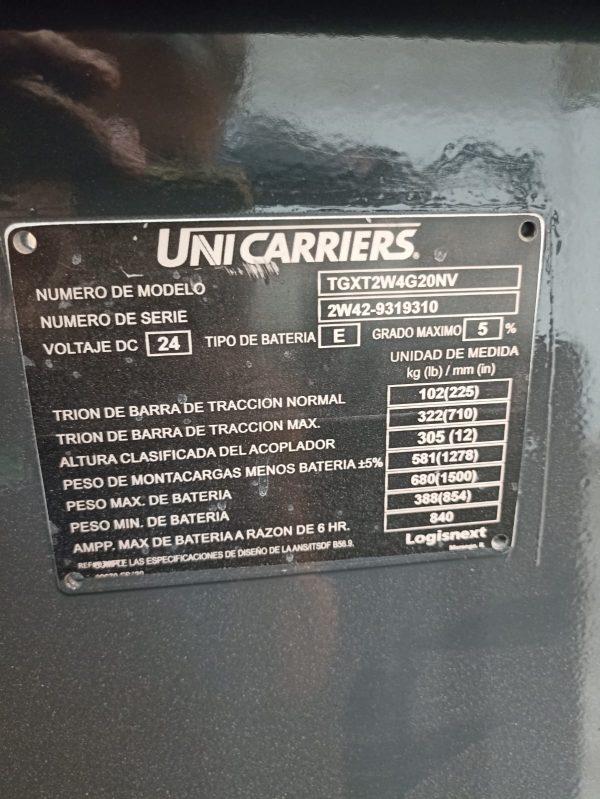 UNICARRIERS®
NUMERO DE MODELO TGXT2W4G20NV
NUMERO DE SERIE 2W42-9319310
VOLTAJE DC 24 TIPO DE BATERIA E GRADO MAXIMO 5 %
UNIDAD DE MEDIDA
kg (lb) / mm (in)
TRION DE BARRA DE TRACCION NORMAL 102(225)
TRION DE BARRA DE TRACCION MAX. 322(710)
ALTURA CLASIFICADA DEL ACOPLADOR 305 (12)
PESO DE MONTACARGAS MENOS BATERIA ±5% 581(1278)
PESO MAX. DE BATERIA 680(1500)
PESO MIN. DE BATERIA 388(854)
AMPP. MAX DE BATERIA A RAZON DE 6 HR. 840
Logisnext
Marengo, IL
LAS ESPECIFICACIONES DE DISEÑO DE LA ANSI/ITSDF B56.9.